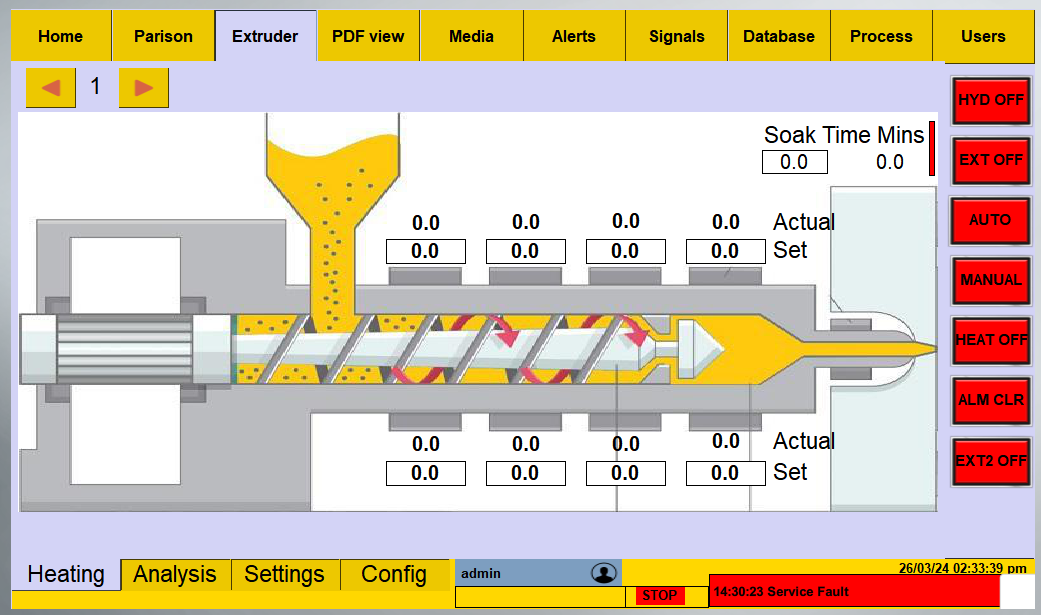 Home Parison Extruder PDF view Media Alerts Signals Database Process Users
1
HYD OFF
Soak Time Mins
0.0 0.0
EXT OFF
AUTO
0.0 0.0 0.0 0.0 Actual
0.0 0.0 0.0 0.0 Set
MANUAL
HEAT OFF
ALM CLR
0.0 0.0 0.0 0.0 Actual
0.0 0.0 0.0 0.0 Set
EXT2 OFF
Heating Analysis Settings Config
admin
26/03/24 02:33:39 pm
STOP
14:30:23 Service Fault